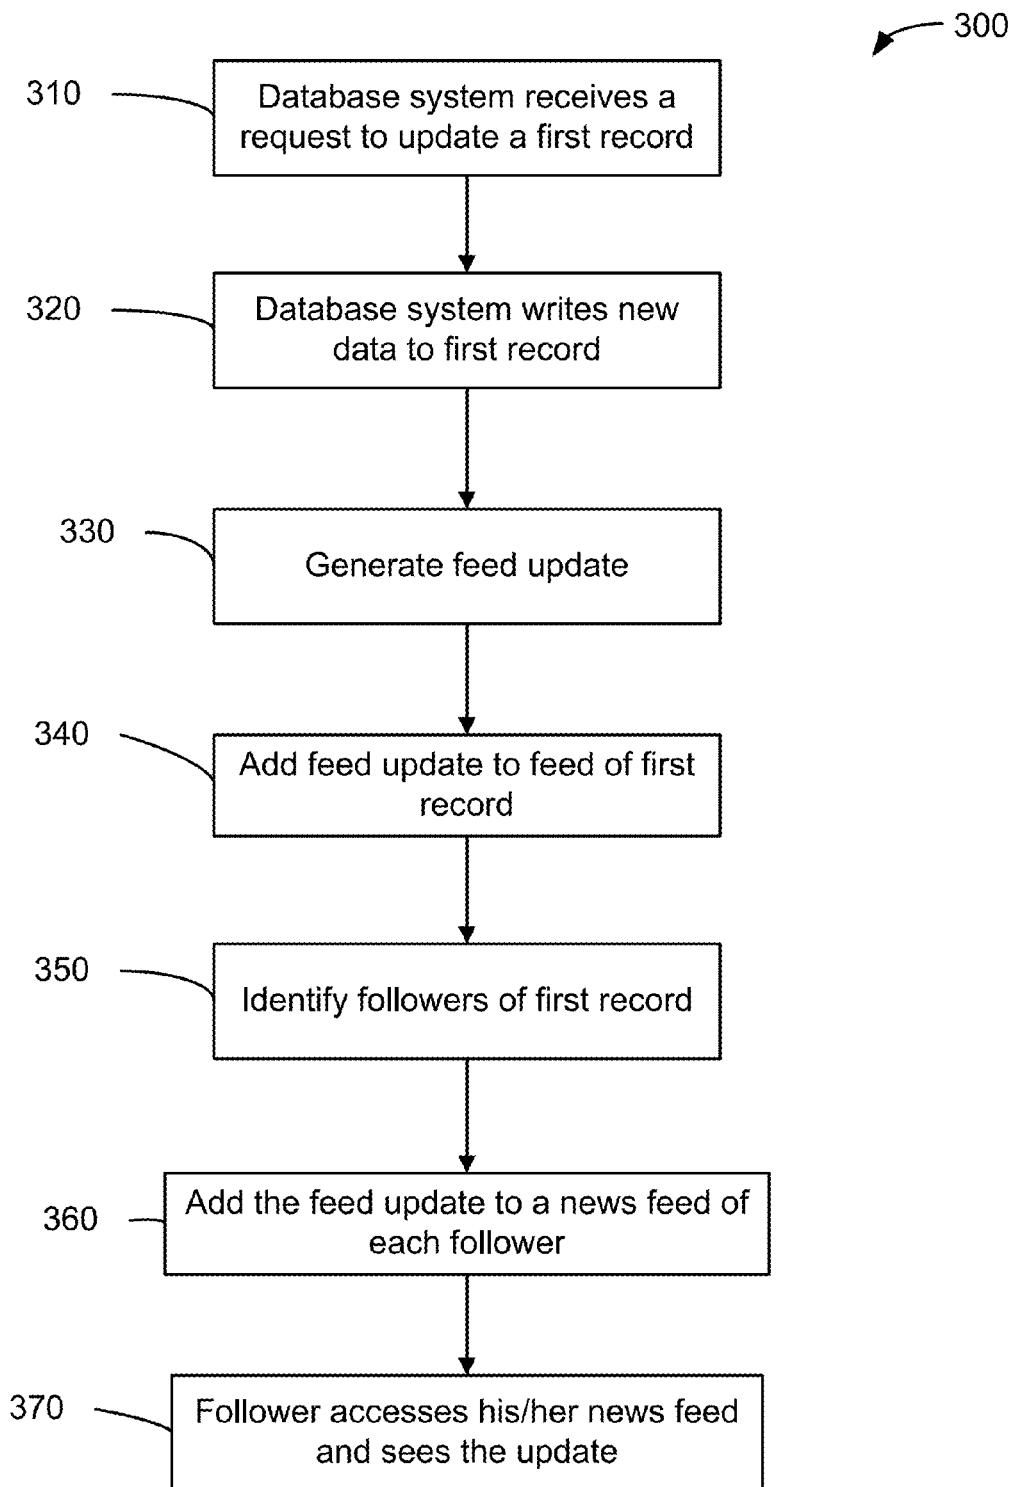 300
310
Database system receives a
request to update a first record
320
Database system writes new
data to first record
330
Generate feed update
340
Add feed update to feed of first
record
350
Identify followers of first record
360
Add the feed update to a news feed of
each follower
370
Follower accesses his/her news feed
and sees the update